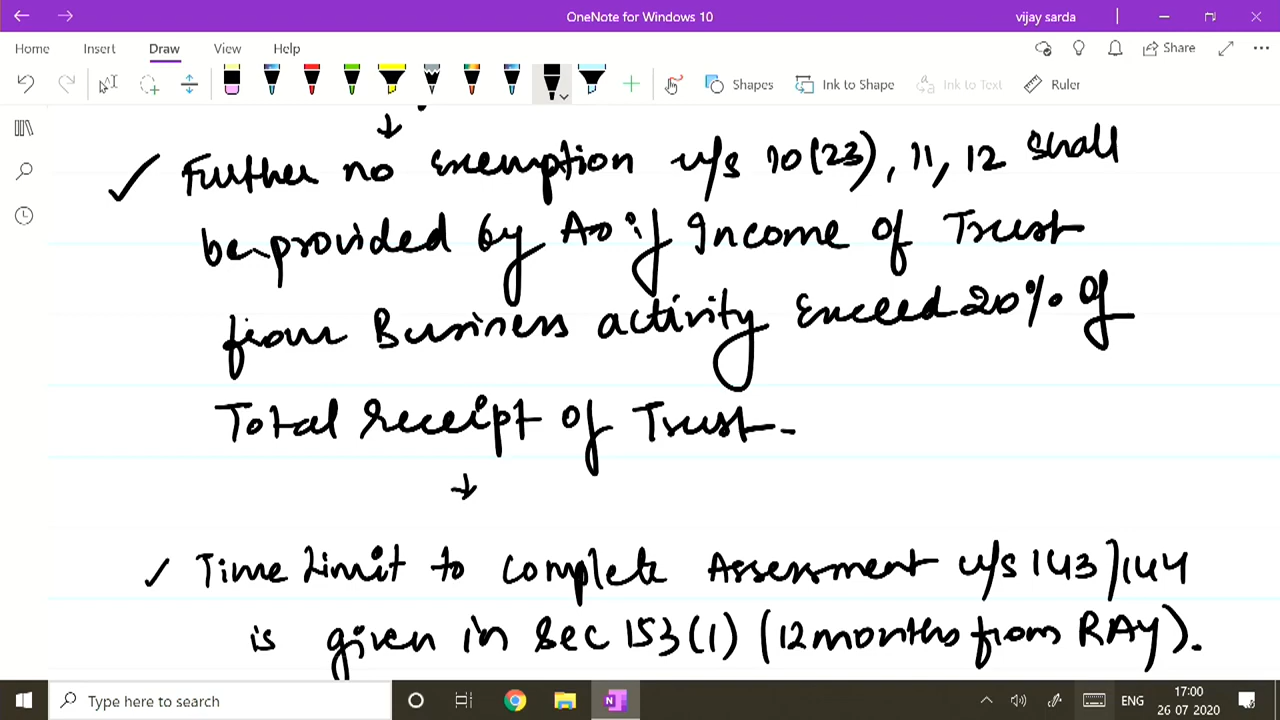 OneNote for Windows 10
vijay sarda
Home Insert Draw View Help
Share
Shapes
Ink to Shape
Ink to Text
Ruler
Further no exemption u/s 10(23), 11, 12 shall
be provided by Ao if Income of Trust
from Business activity Exceed 20% of
Total receipt of Trust.
Time limit to complete Assessment u/s 143/144
is given in Sec 153(1) (12 months from RAY).
Type here to search
ENG
17:00
26-07-2020